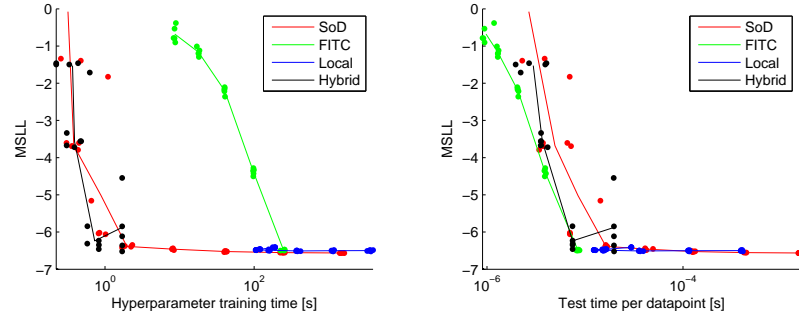 0
−1
−2
−3
−4
−5
−6
−7
MSLL
10^0
10^2
Hyperparameter training time [s]
SoD
FITC
Local
Hybrid
0
−1
−2
−3
−4
−5
−6
−7
MSLL
10^−6
10^−4
Test time per datapoint [s]
SoD
FITC
Local
Hybrid